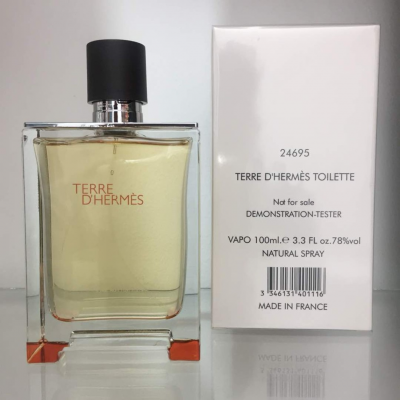 TERRE
D'HERMÈS
24695
TERRE D'HERMÈS TOILETTE
Not for sale
DEMONSTRATION-TESTER
VAPO 100ml.℮ 3.3 FL oz.78%vol
NATURAL SPRAY
3 346131 401116
MADE IN FRANCE